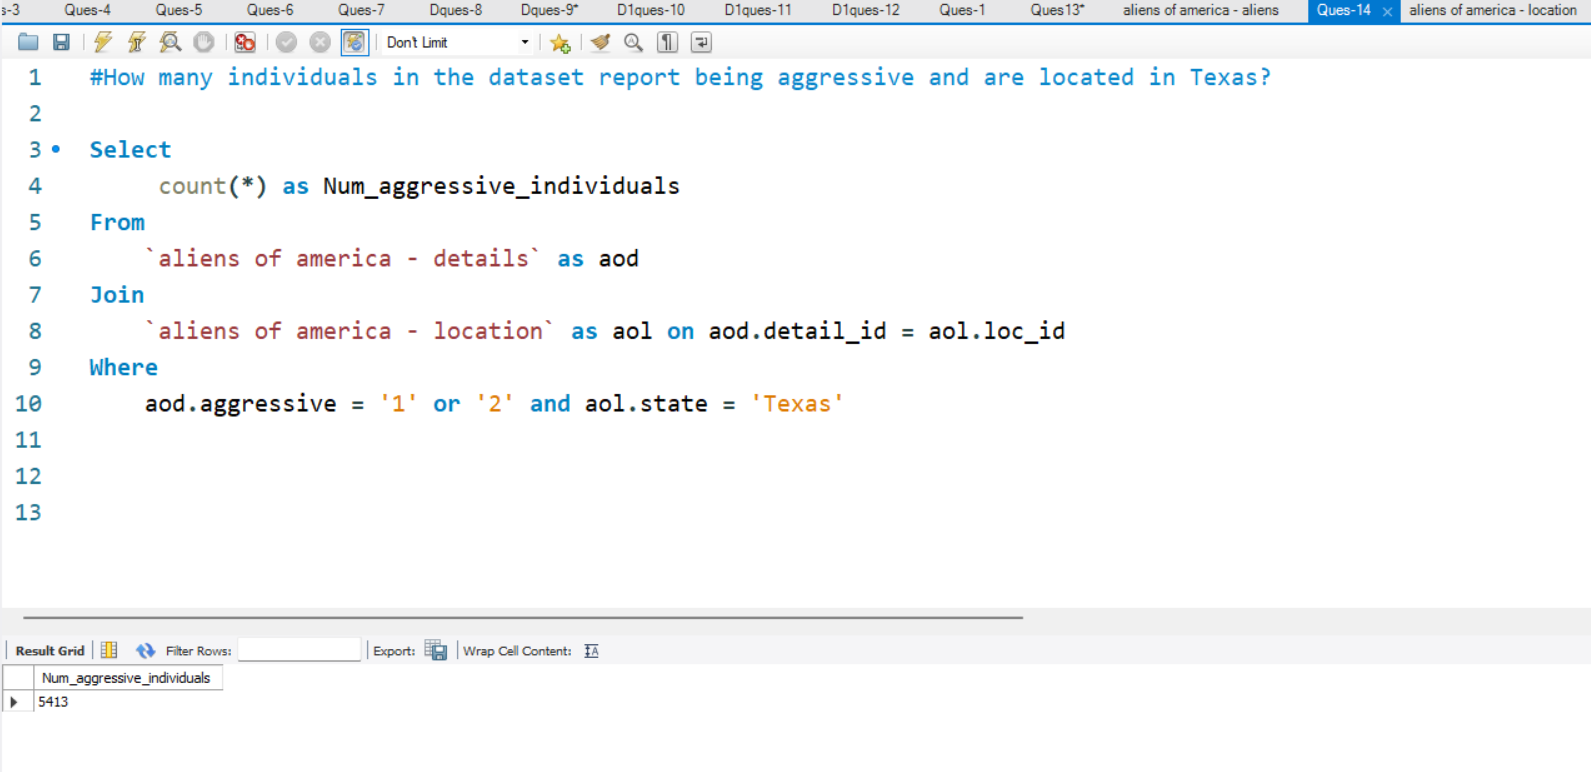 s-3 Ques-4 Ques-5 Ques-6 Ques-7 Dques-8 Dques-9* D1ques-10 D1ques-11 D1ques-12 Ques-1 Ques13* aliens of america - aliens Ques-14 × aliens of america - location
Don't Limit
1 #How many individuals in the dataset report being aggressive and are located in Texas?
2
3 Select
4 count(*) as Num_aggressive_individuals
5 From
6 `aliens of america - details` as aod
7 Join
8 `aliens of america - location` as aol on aod.detail_id = aol.loc_id
9 Where
10 aod.aggressive = '1' or '2' and aol.state = 'Texas'
11
12
13
Result Grid Filter Rows: Export: Wrap Cell Content: IA
Num_aggressive_individuals
5413